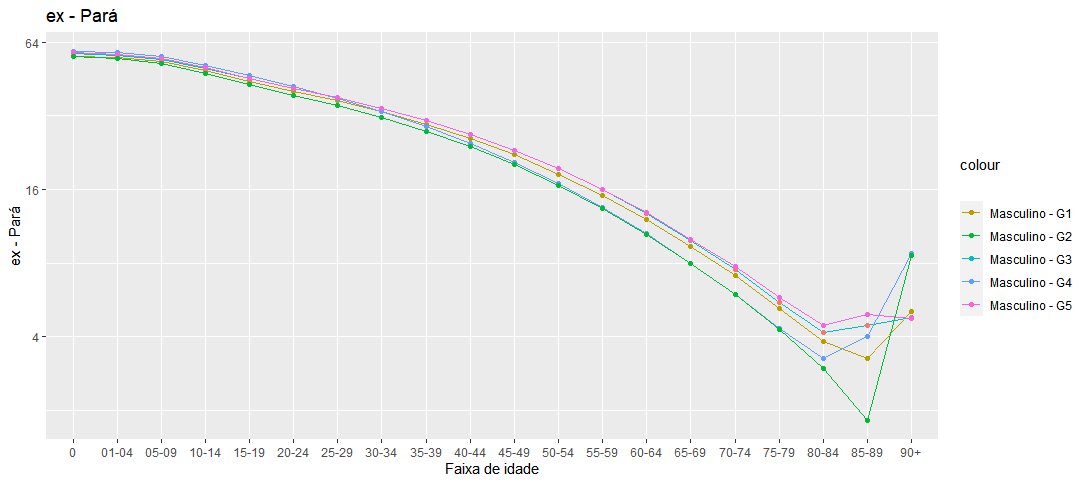 ex - Pará
64
16
4
ex - Pará
0 01-04 05-09 10-14 15-19 20-24 25-29 30-34 35-39 40-44 45-49 50-54 55-59 60-64 65-69 70-74 75-79 80-84 85-89 90+
Faixa de idade
colour
Masculino - G1
Masculino - G2
Masculino - G3
Masculino - G4
Masculino - G5